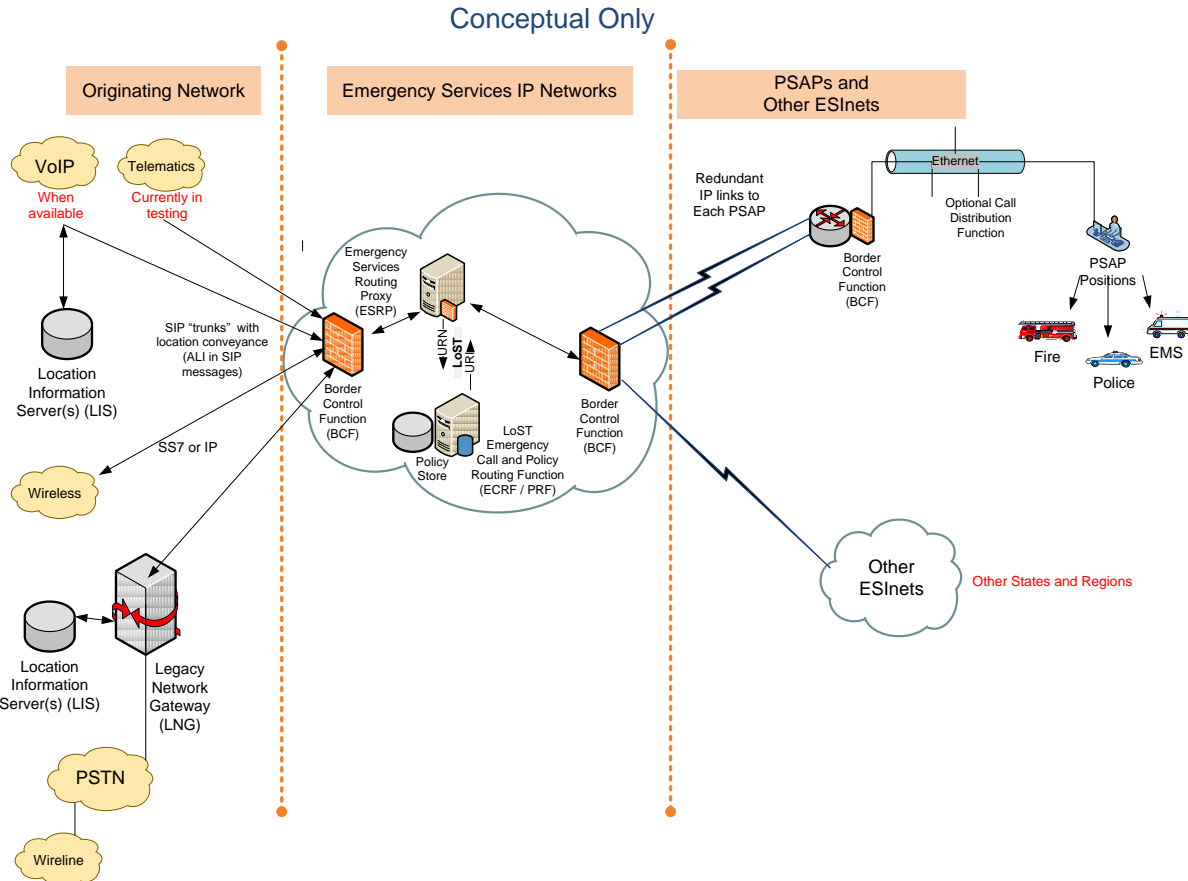 Conceptual Only
Originating Network
Emergency Services IP Networks
PSAPs and
Other ESInets
VoIP
When
available
Telematics
Currently in
testing
Location
Information
Server(s) (LIS)
SIP “trunks” with
location conveyance
(ALI in SIP
messages)
SS7 or IP
Wireless
Location
Information
Server(s) (LIS)
Legacy
Network
Gateway
(LNG)
PSTN
Wireline
Emergency
Services
Routing
Proxy
(ESRP)
Border
Control
Function
(BCF)
URN
LoST
URI
Policy
Store
LoST
Emergency
Call and Policy
Routing Function
(ECRF / PRF)
Border
Control
Function
(BCF)
Redundant
IP links to
Each PSAP
Ethernet
Optional Call
Distribution
Function
Border
Control
Function
(BCF)
PSAP
Positions
Fire
Police
EMS
Other
ESInets
Other States and Regions